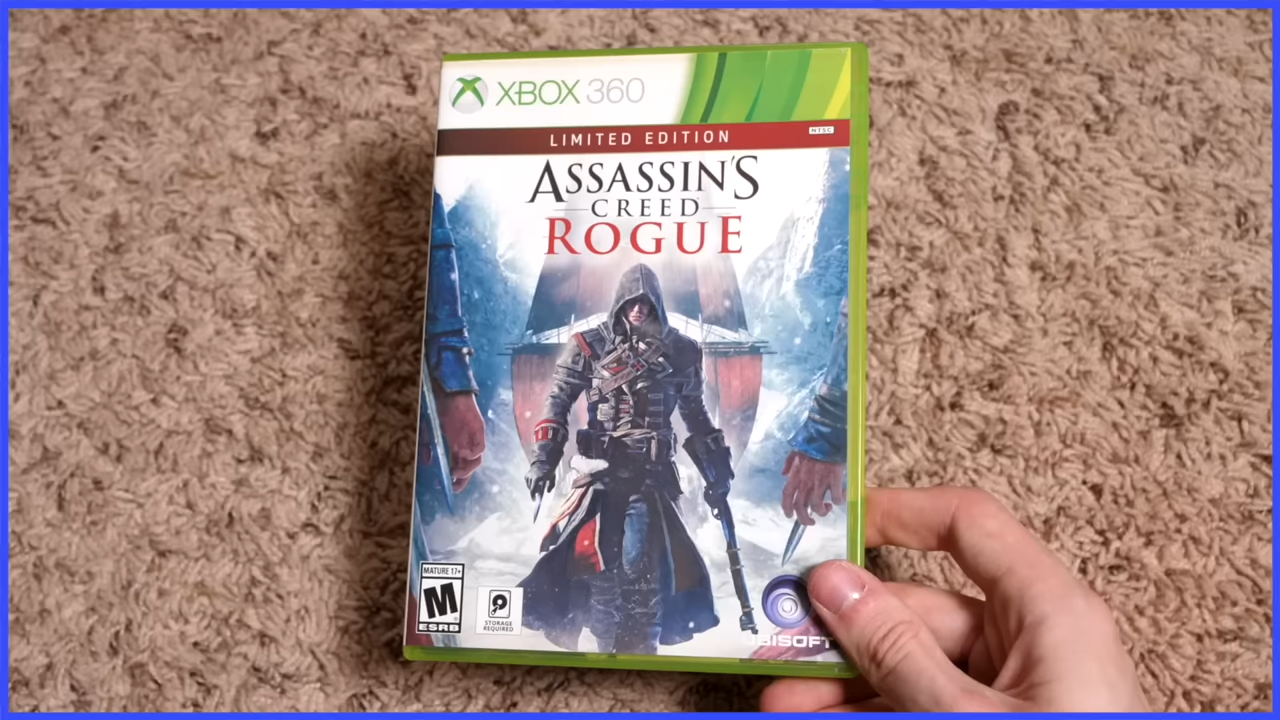 XBOX 360
LIMITED EDITION
NTSC
ASSASSIN'S
CREED
ROGUE
MATURE 17+
M
ESRB
STORAGE
REQUIRED
UBISOFT